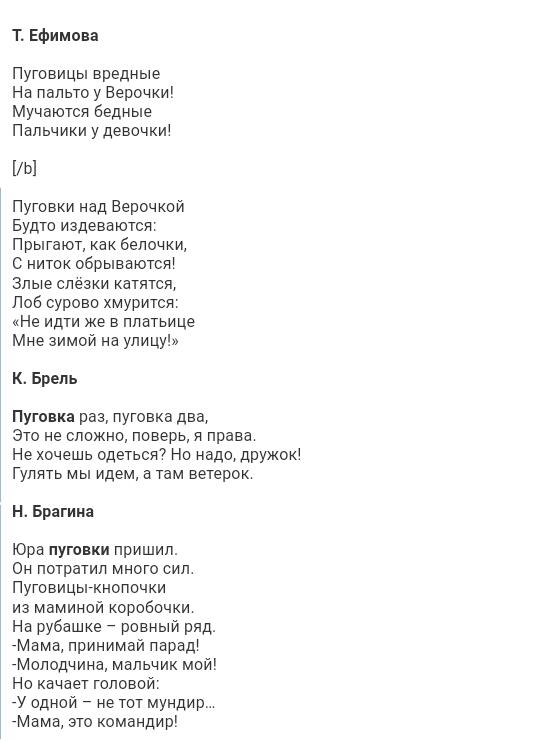 Т. Ефимова
Пуговицы вредные
На пальто у Верочки!
Мучаются бедные
Пальчики у девочки!
[/b]
Пуговки над Верочкой
Будто издеваются:
Прыгают, как белочки,
С ниток обрываются!
Злые слёзки катятся,
Лоб сурово хмурится:
«Не идти же в платьице
Мне зимой на улицу!»
К. Брель
Пуговка раз, пуговка два,
Это не сложно, поверь, я права.
Не хочешь одеться? Но надо, дружок!
Гулять мы идем, а там ветерок.
Н. Брагина
Юра пуговки пришил.
Он потратил много сил.
Пуговицы-кнопочки
из маминой коробочки.
На рубашке – ровный ряд.
-Мама, принимай парад!
-Молодчина, мальчик мой!
Но качает головой:
-У одной – не тот мундир…
-Мама, это командир!